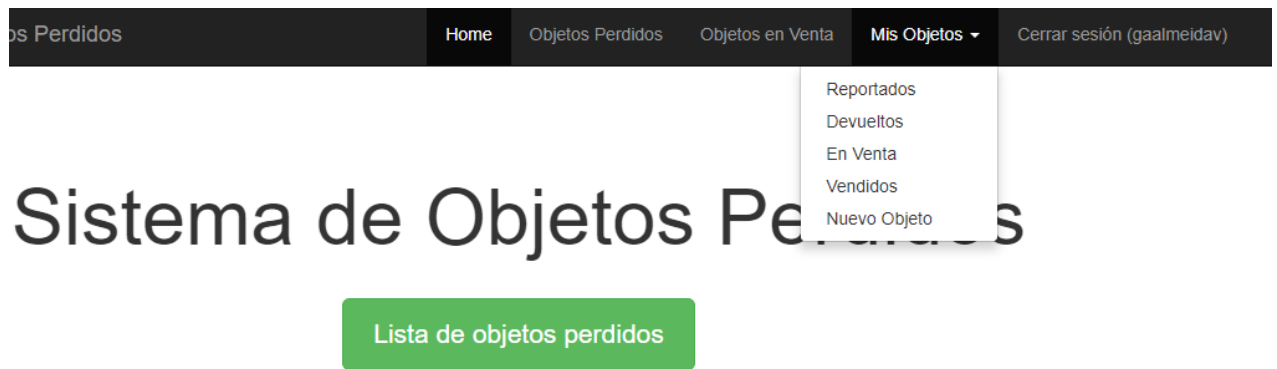 os Perdidos Home Objetos Perdidos Objetos en Venta Mis Objetos Cerrar sesión (gaalmeidav)
Reportados
Devueltos
En Venta
Vendidos
Nuevo Objeto
Sistema de Objetos
Lista de objetos perdidos